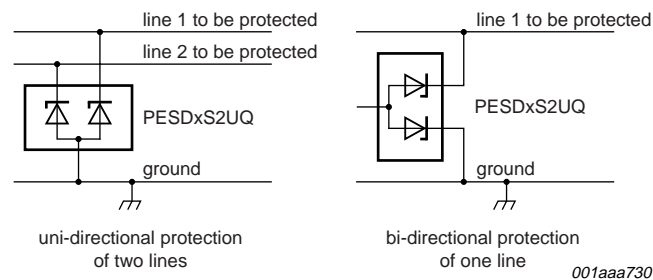 line 1 to be protected
line 2 to be protected
PESDxS2UQ
ground
uni-directional protection
of two lines
line 1 to be protected
PESDxS2UQ
ground
bi-directional protection
of one line
001aaa730